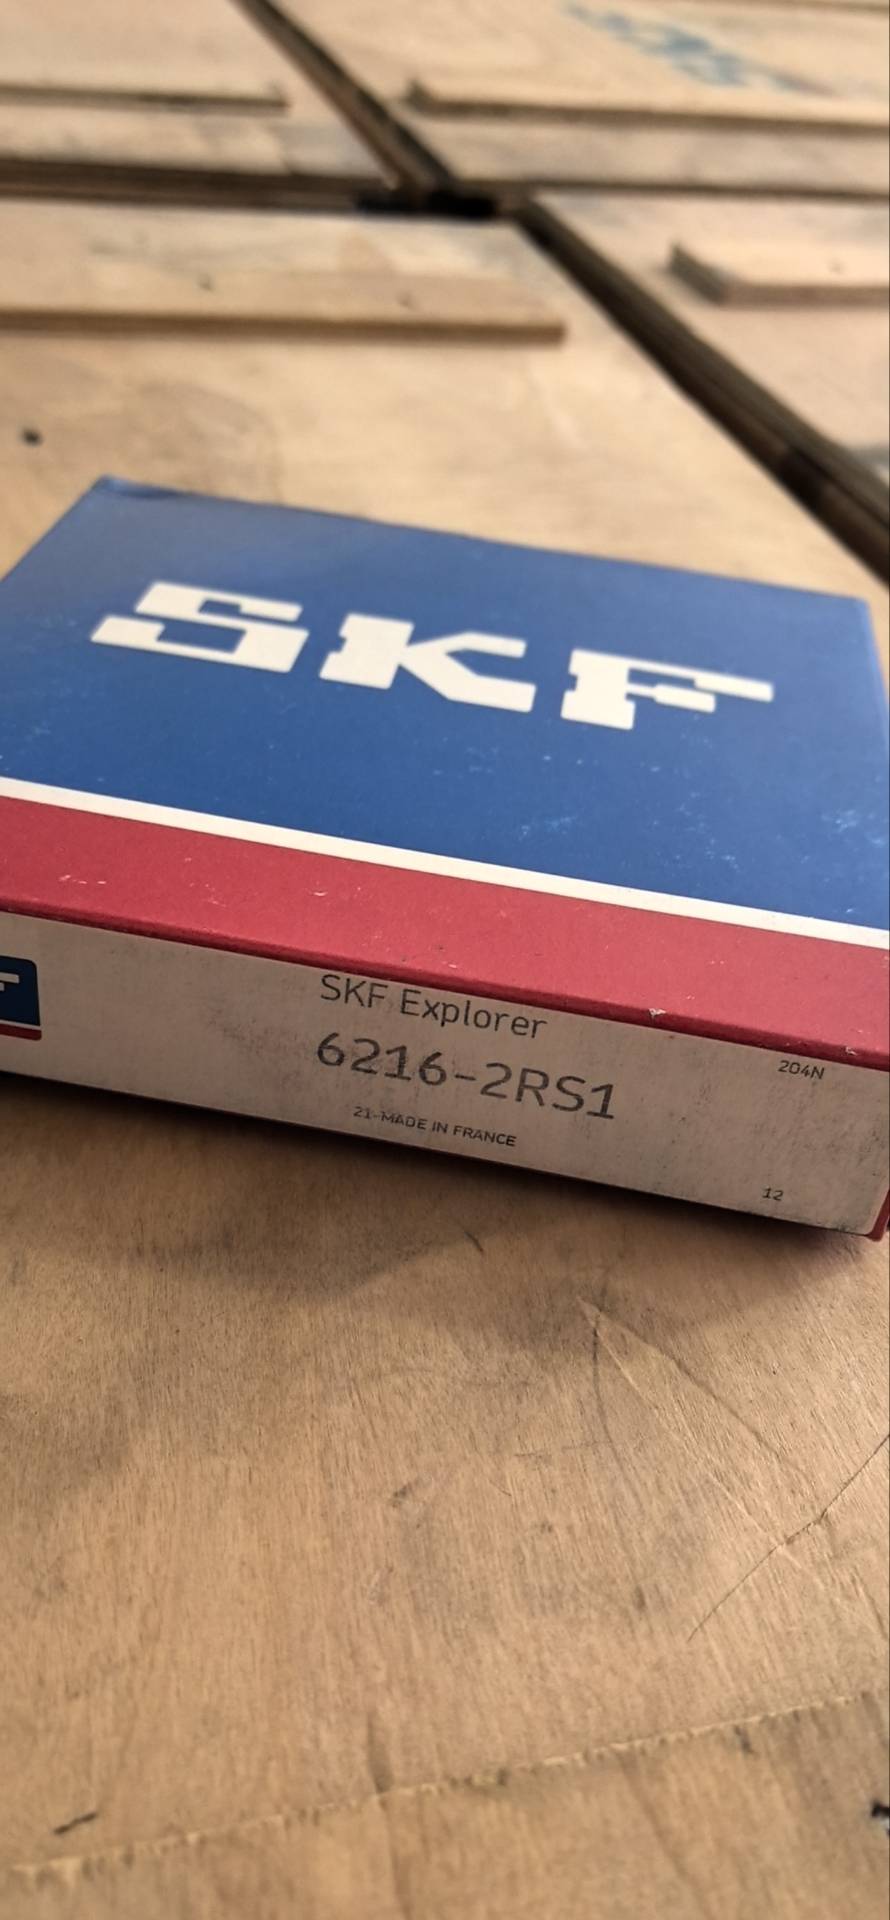 SKF
SKF Explorer
6216-2RS1
21-MADE IN FRANCE
204N
12